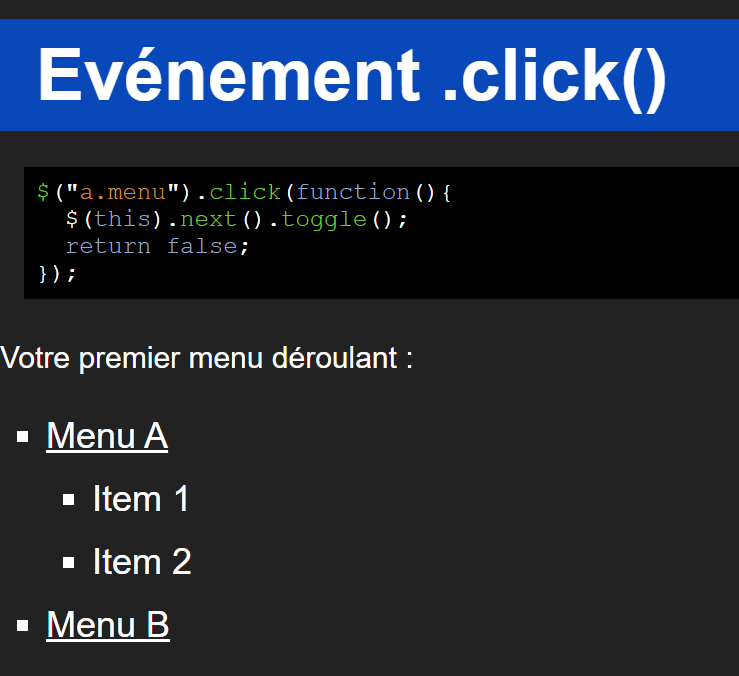 Evénement .click()
$("a.menu").click(function(){
  $(this).next().toggle();
  return false;
});
Votre premier menu déroulant :
Menu A
Item 1
Item 2
Menu B